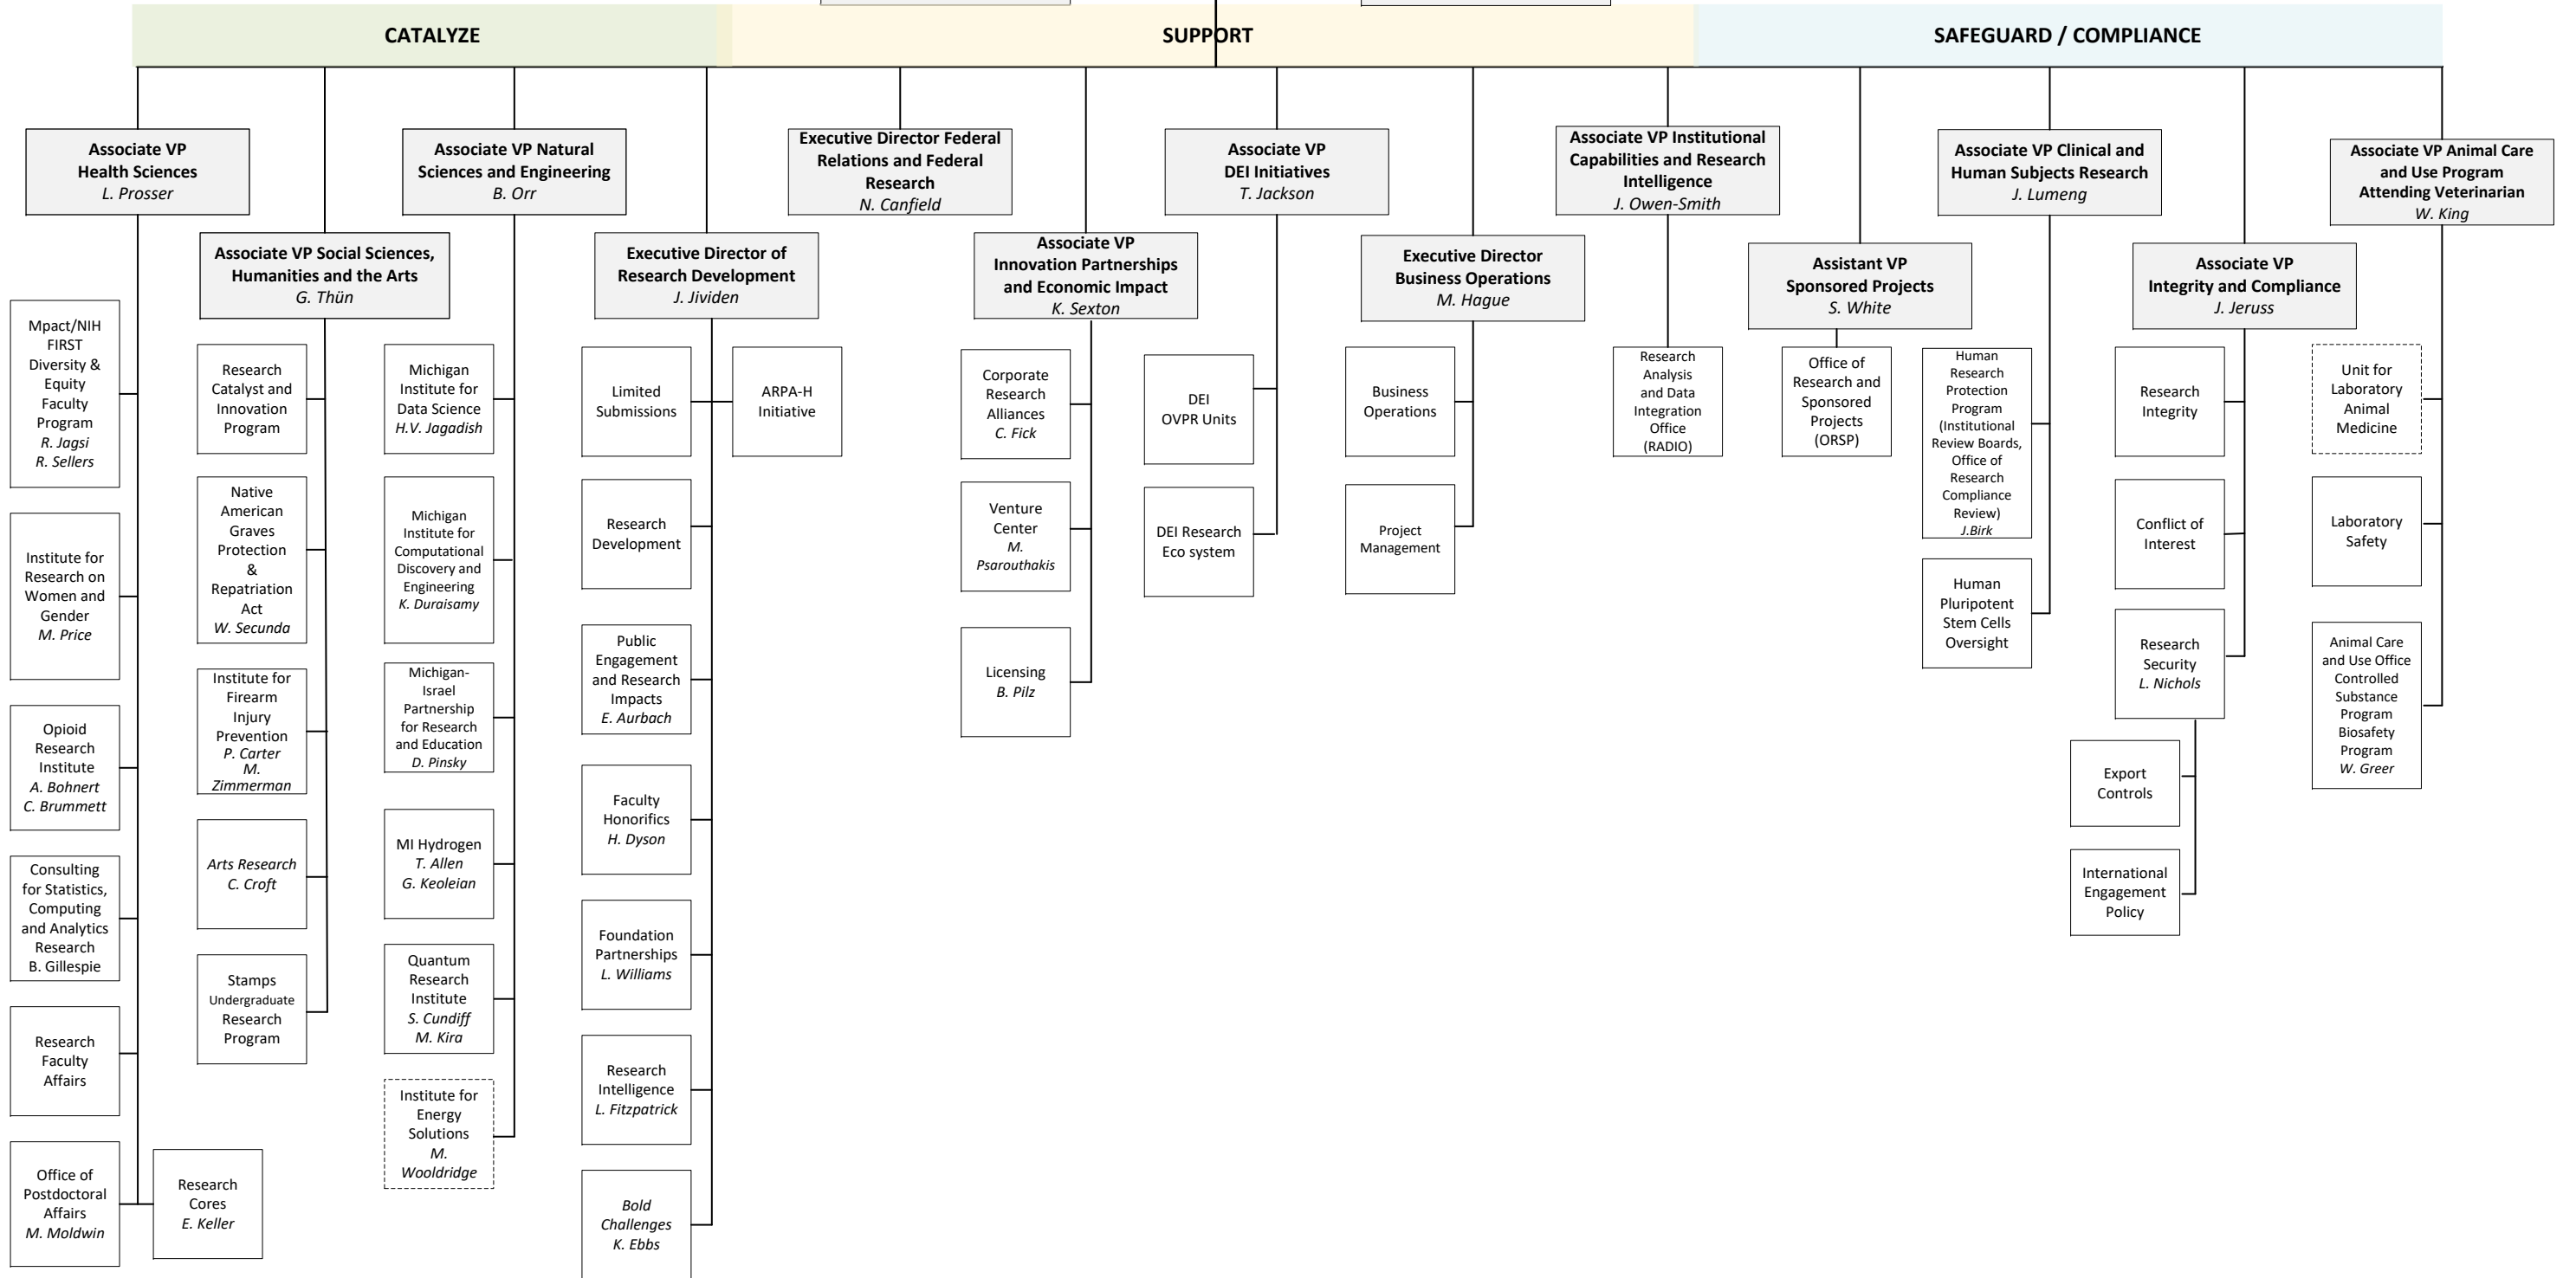 CATALYZE
SUPPORT
SAFEGUARD / COMPLIANCE
Associate VP
Health Sciences
L. Prosser
Mpact/NIH
FIRST
Diversity &
Equity
Faculty
Program
R. Jagsi
R. Sellers
Institute for
Research on
Women and
Gender
M. Price
Opioid
Research
Institute
A. Bohnert
C. Brummett
Consulting
for Statistics,
Computing
and Analytics
Research
B. Gillespie
Research
Faculty
Affairs
Office of
Postdoctoral
Affairs
M. Moldwin
Research
Cores
E. Keller
Associate VP Social Sciences,
Humanities and the Arts
G. Thün
Research
Catalyst and
Innovation
Program
Native
American
Graves
Protection
&
Repatriation
Act
W. Secunda
Institute for
Firearm
Injury
Prevention
P. Carter
M.
Zimmerman
Arts Research
C. Croft
Stamps
Undergraduate
Research
Program
Associate VP Natural
Sciences and Engineering
B. Orr
Michigan
Institute for
Data Science
H.V. Jagadish
Michigan
Institute for
Computational
Discovery and
Engineering
K. Duraisamy
Michigan-
Israel
Partnership
for Research
and Education
D. Pinsky
MI Hydrogen
T. Allen
G. Keoleian
Quantum
Research
Institute
S. Cundiff
M. Kira
Institute for
Energy
Solutions
M.
Wooldridge
Executive Director of
Research Development
J. Jividen
Limited
Submissions
ARPA-H
Initiative
Research
Development
Public
Engagement
and Research
Impacts
E. Aurbach
Faculty
Honorifics
H. Dyson
Foundation
Partnerships
L. Williams
Research
Intelligence
L. Fitzpatrick
Bold
Challenges
K. Ebbs
Executive Director Federal
Relations and Federal
Research
N. Canfield
Associate VP
Innovation Partnerships
and Economic Impact
K. Sexton
Corporate
Research
Alliances
C. Fick
Venture
Center
M.
Psarouthakis
Licensing
B. Pilz
Associate VP
DEI Initiatives
T. Jackson
DEI
OVPR Units
DEI Research
Eco system
Executive Director
Business Operations
M. Hague
Business
Operations
Project
Management
Associate VP Institutional
Capabilities and Research
Intelligence
J. Owen-Smith
Research
Analysis
and Data
Integration
Office
(RADIO)
Assistant VP
Sponsored Projects
S. White
Office of
Research and
Sponsored
Projects
(ORSP)
Associate VP Clinical and
Human Subjects Research
J. Lumeng
Human
Research
Protection
Program
(Institutional
Review Boards,
Office of
Research
Compliance
Review)
J.Birk
Human
Pluripotent
Stem Cells
Oversight
Associate VP
Integrity and Compliance
J. Jeruss
Research
Integrity
Conflict of
Interest
Research
Security
L. Nichols
Export
Controls
International
Engagement
Policy
Associate VP Animal Care
and Use Program
Attending Veterinarian
W. King
Unit for
Laboratory
Animal
Medicine
Laboratory
Safety
Animal Care
and Use Office
Controlled
Substance
Program
Biosafety
Program
W. Greer